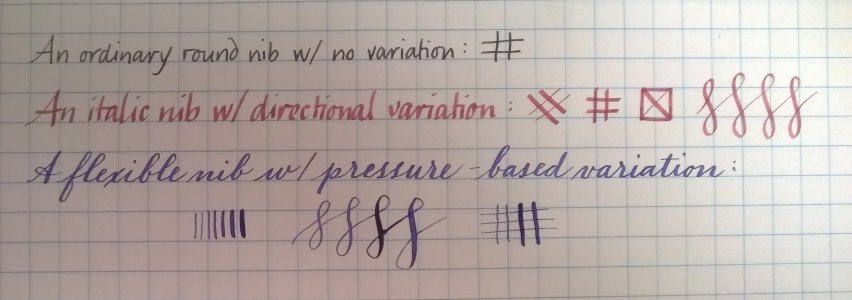 An ordinary round nib w/ no variation: #
An italic nib w/ directional variation:
A flexible nib w/ pressure-based variation: